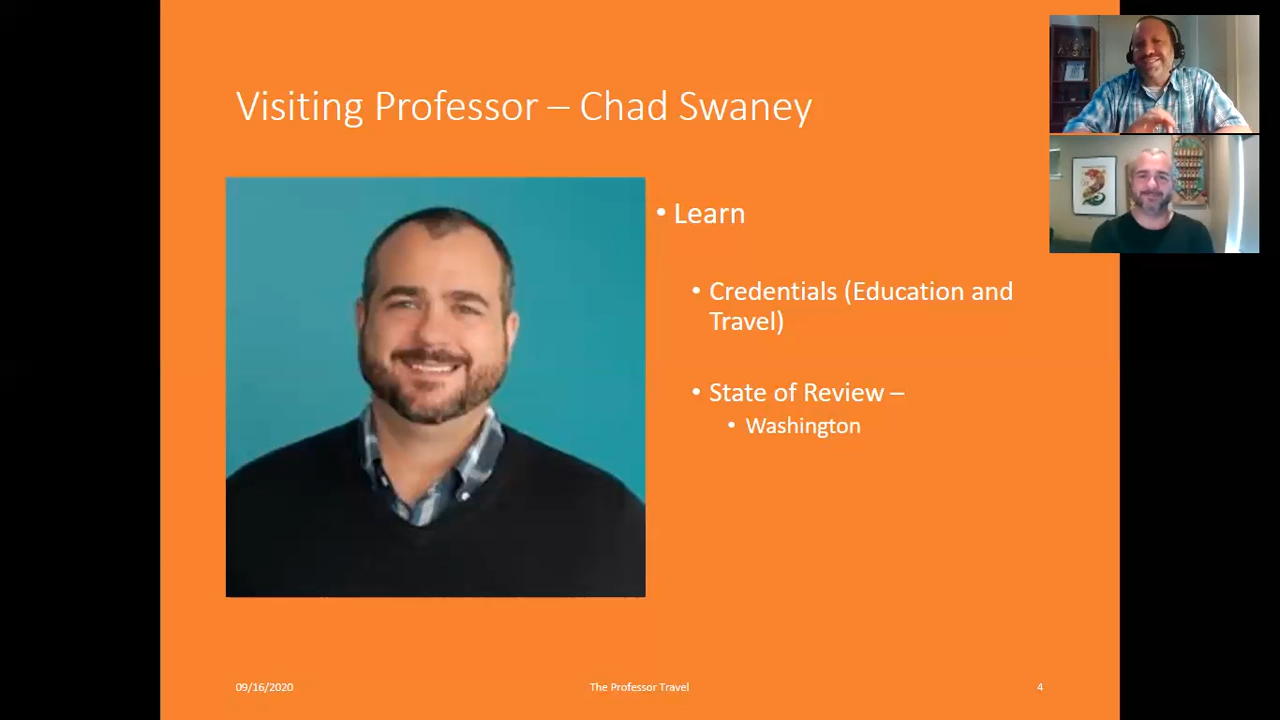 Visiting Professor – Chad Swaney
• Learn
• Credentials (Education and
Travel)
• State of Review –
• Washington
09/16/2020
The Professor Travel
4